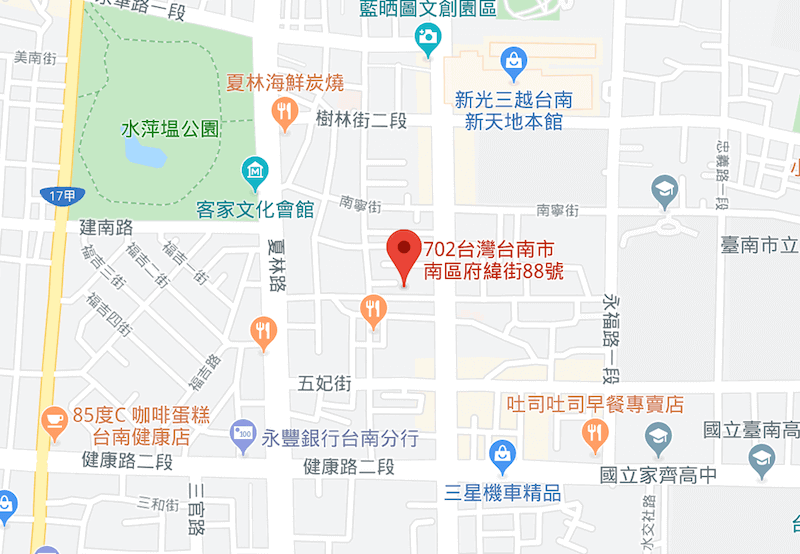 永華路一段
藍晒圖文創園區
美南街
夏林海鮮炭燒
新光三越台南
新天地本館
樹林街二段
水萍塭公園
忠義路一段
小
17甲
客家文化會館
南寧街
南寧街
建南路
702台灣台南市
南區府緯街88號
臺南市立
夏林路
福吉一街
福吉二街
福吉三街
福吉四街
福吉路
永福路一段
五妃街
吐司吐司早餐專賣店
85度C 咖啡蛋糕
台南健康店
永豐銀行台南分行
$100
國立臺南高
健康路二段
健康路二段
國立家齊高中
三星機車精品
三和街
三官路
水交社路
台